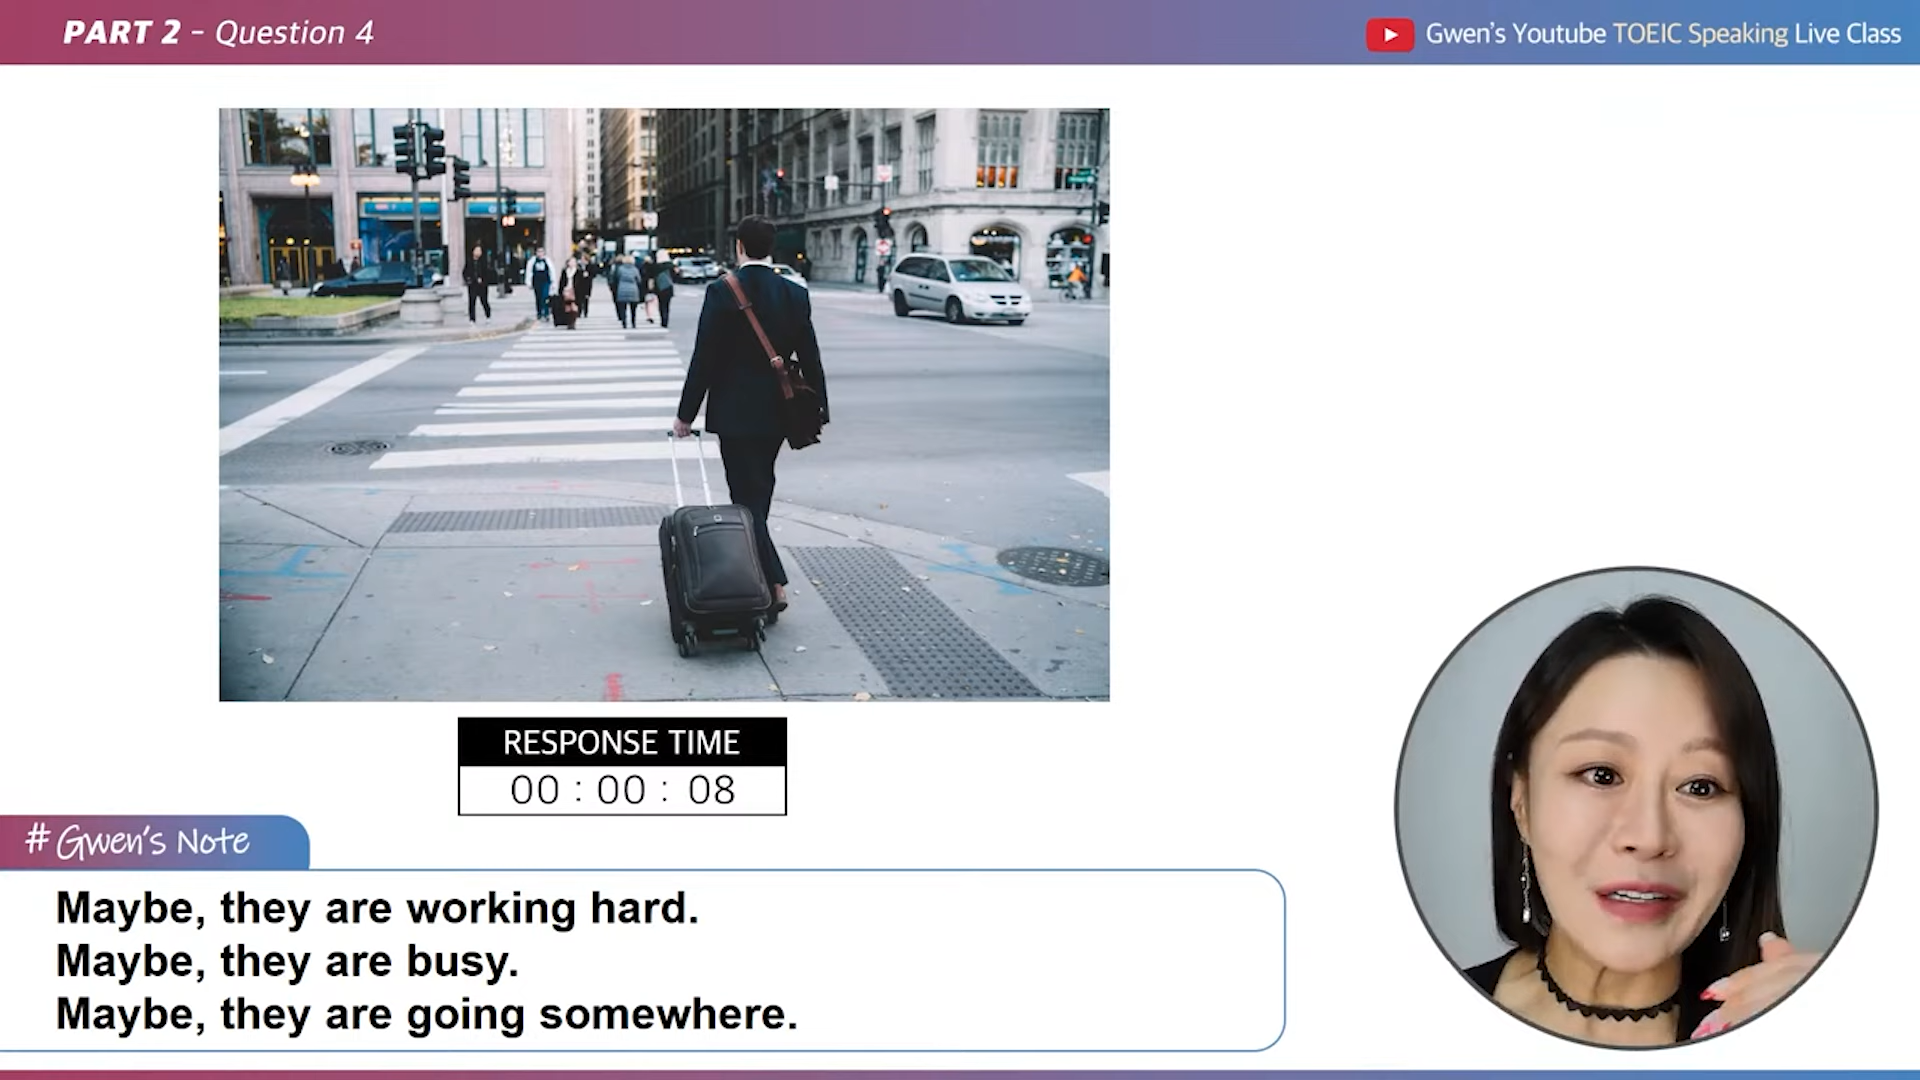 PART 2 - Question 4
Gwen's Youtube TOEIC Speaking Live Class
RESPONSE TIME
00 : 00 : 08
# Gwen's Note
Maybe, they are working hard.
Maybe, they are busy.
Maybe, they are going somewhere.